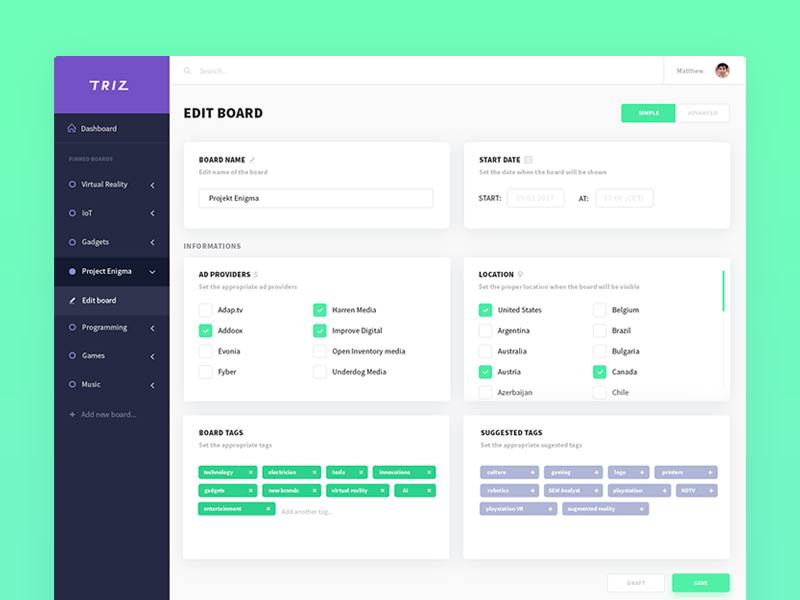 TRIZ
Search...
Matthew
Dashboard
PINNED BOARDS
Virtual Reality
IoT
Gadgets
Project Enigma
Edit board
Programming
Games
Music
+ Add new board...
EDIT BOARD
SIMPLE ADVANCED
BOARD NAME
Edit name of the board
Projekt Enigma
START DATE
Set the date when the board will be shown
START: 29.03.2017 AT: 17:00 (CET)
INFORMATIONS
AD PROVIDERS
Set the appropriate ad providers
Adap.tv Harren Media
Addoox Improve Digital
Evonia Open Inventory media
Fyber Underdog Media
LOCATION
Set the proper location when the board will be visible
United States Belgium
Argentina Brazil
Australia Bulgaria
Austria Canada
Azerbaijan Chile
BOARD TAGS
Set the appropriate tags
technology × electrician × tesla × innovations ×
gadgets × new brands × virtual reality × AI ×
entertainment × Add another tag...
SUGGESTED TAGS
Set the appropriate sugested tags
culture + gaming + logo + printers +
robotics + SEM Analyst + playstation + HDTV +
playstation VR + augmented reality +
DRAFT SAVE